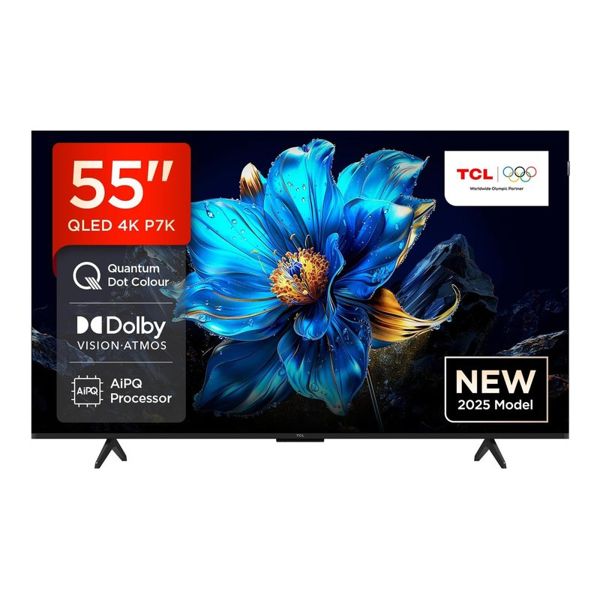 55"
QLED 4K P7K
Quantum
Dot Colour
Dolby
VISION·ATMOS
AiPQ
AiPQ
Processor
TCL
Worldwide Olympic Partner
NEW
2025 Model
TCL